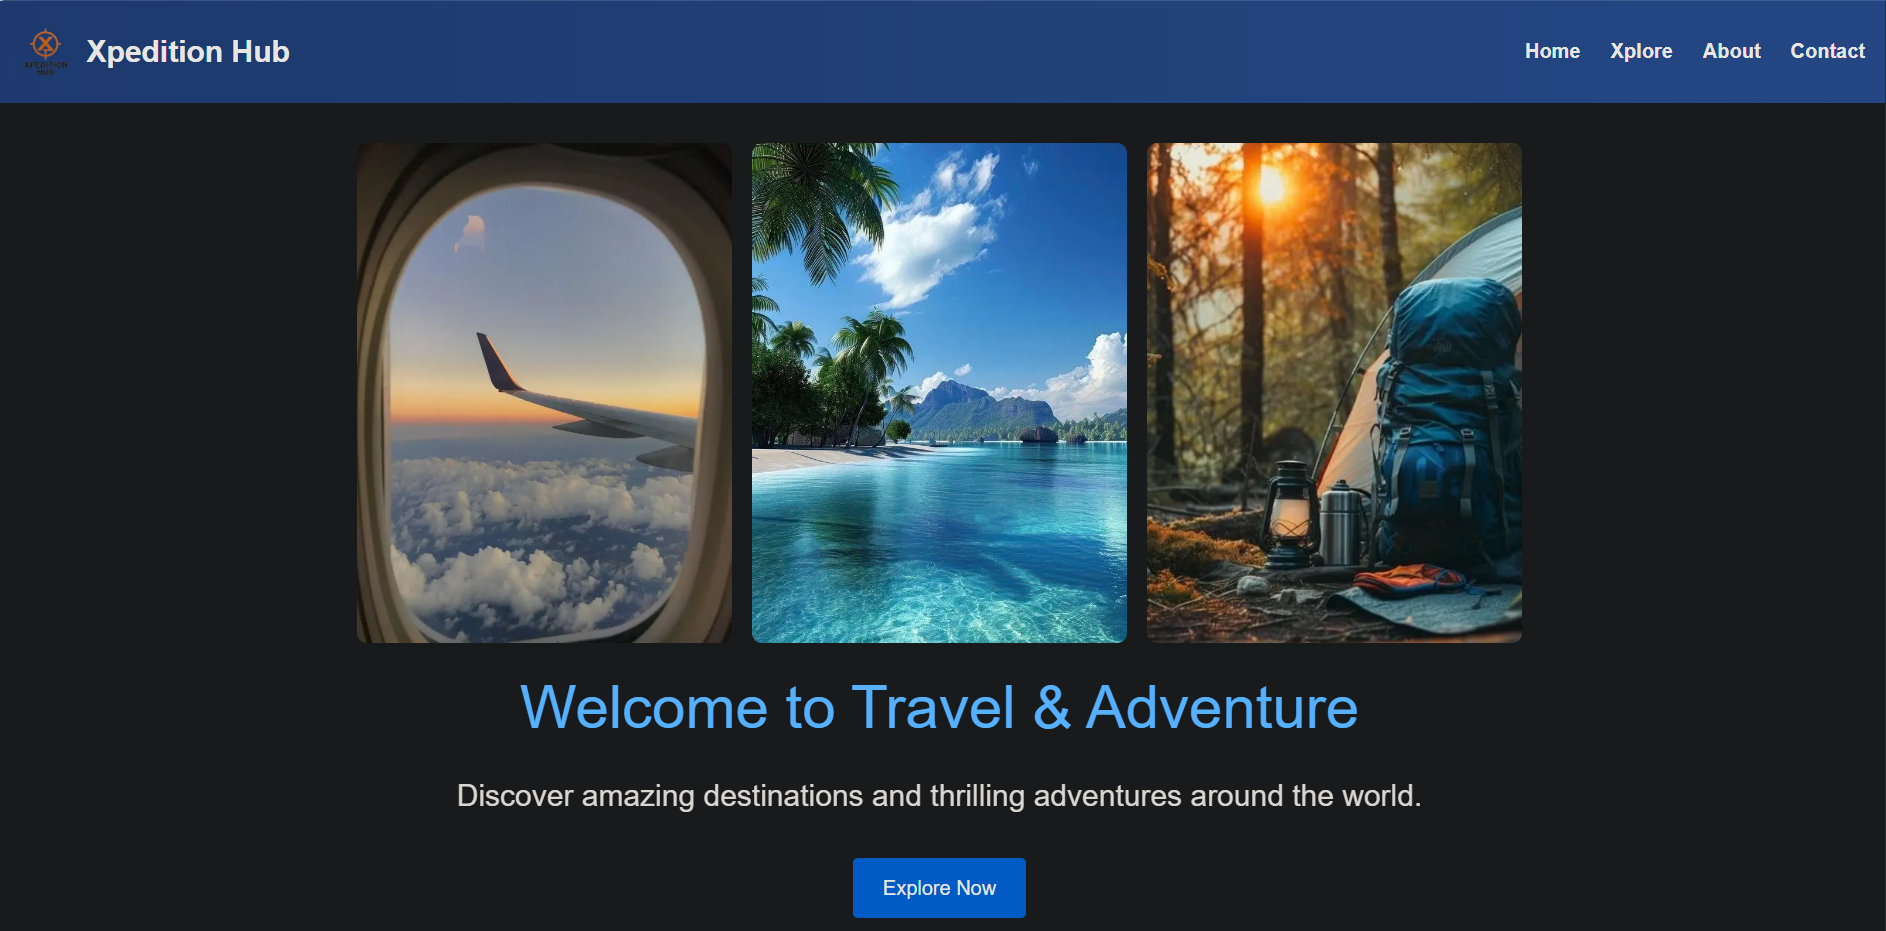 XPEDITION
HUB
Xpedition Hub
Home Xplore About Contact
Welcome to Travel & Adventure
Discover amazing destinations and thrilling adventures around the world.
Explore Now